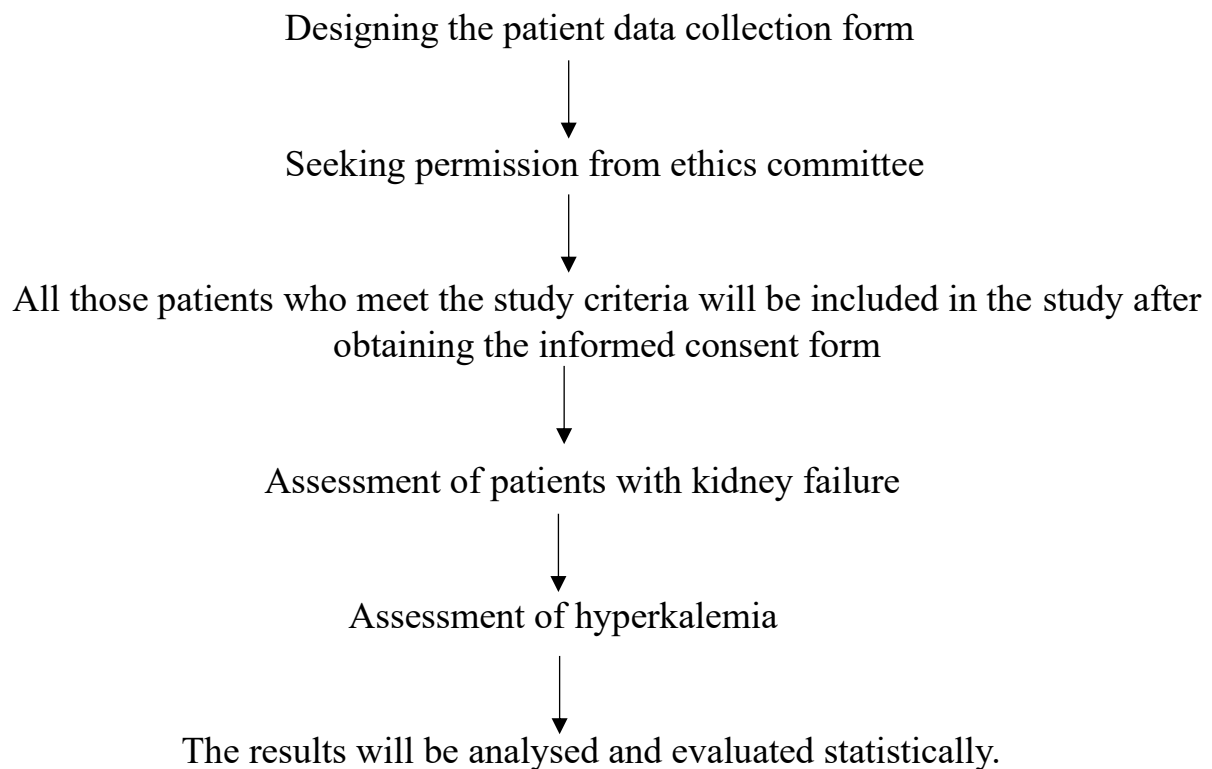 Designing the patient data collection form
Seeking permission from ethics committee
All those patients who meet the study criteria will be included in the study after
obtaining the informed consent form
Assessment of patients with kidney failure
Assessment of hyperkalemia
The results will be analysed and evaluated statistically.